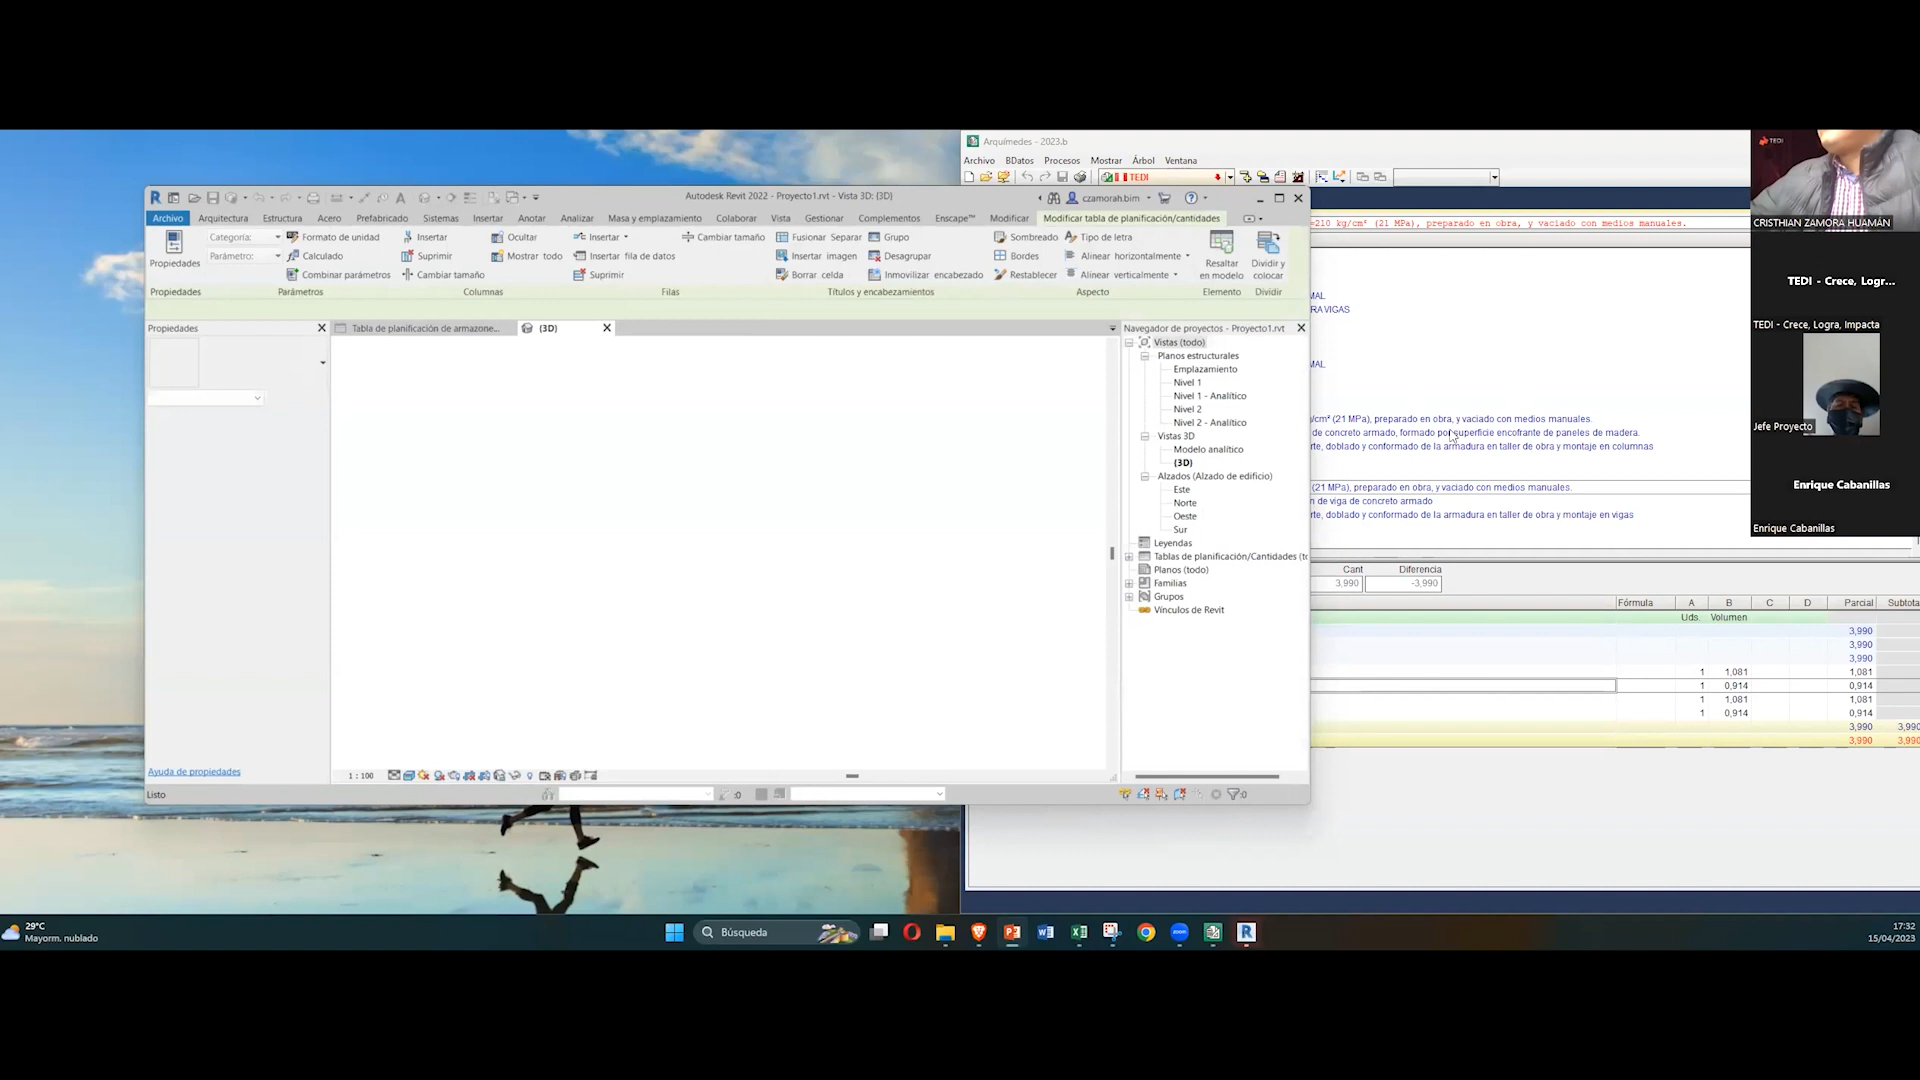 Arquímedes - 2023.b
Archivo BDatos Procesos Mostrar Árbol Ventana
TEDI
=210 kg/cm² (21 MPa), preparado en obra, y vaciado con medios manuales.
MAL
RA VIGAS
MAL
/cm² (21 MPa), preparado en obra, y vaciado con medios manuales.
de concreto armado, formado por superficie encofrante de paneles de madera.
rte, doblado y conformado de la armadura en taller de obra y montaje en columnas
(21 MPa), preparado en obra, y vaciado con medios manuales.
n de viga de concreto armado
rte, doblado y conformado de la armadura en taller de obra y montaje en vigas
Cant Diferencia
3,990 -3,990
Fórmula A B C D Parcial Subtota
Uds. Volumen
3,990
3,990
3,990
1 1,081 1,081
1 0,914 0,914
1 1,081 1,081
1 0,914 0,914
3,990 3,990
3,990 3,990
Autodesk Revit 2022 - Proyecto1.rvt - Vista 3D: {3D}
czamorah.bim
Archivo Arquitectura Estructura Acero Prefabricado Sistemas Insertar Anotar Analizar Masa y emplazamiento Colaborar Vista Gestionar Complementos Enscape™ Modificar Modificar tabla de planificación/cantidades
Propiedades
Categoría: Formato de unidad Insertar Ocultar Insertar Cambiar tamaño Fusionar Separar Grupo Sombreado Tipo de letra
Parámetro: Calculado Suprimir Mostrar todo Insertar fila de datos Insertar imagen Desagrupar Bordes Alinear horizontalmente
Combinar parámetros Cambiar tamaño Suprimir Borrar celda Inmovilizar encabezado Restablecer Alinear verticalmente
Resaltar en modelo
Dividir y colocar
Propiedades Parámetros Columnas Filas Títulos y encabezamientos Aspecto Elemento Dividir
Propiedades
Tabla de planificación de armazone...
{3D}
Navegador de proyectos - Proyecto1.rvt
Vistas (todo)
Planos estructurales
Emplazamiento
Nivel 1
Nivel 1 - Analítico
Nivel 2
Nivel 2 - Analítico
Vistas 3D
Modelo analítico
{3D}
Alzados (Alzado de edificio)
Este
Norte
Oeste
Sur
Leyendas
Tablas de planificación/Cantidades (to
Planos (todo)
Familias
Grupos
Vínculos de Revit
Ayuda de propiedades
1 : 100
Listo
:0
:0
TEDI
CRISTHIAN ZAMORA HUAMÁN
TEDI - Crece, Logr...
TEDI - Crece, Logra, Impacta
Jefe Proyecto
Enrique Cabanillas
Enrique Cabanillas
29°C
Mayorm. nublado
Búsqueda
zoom
17:32
15/04/2023